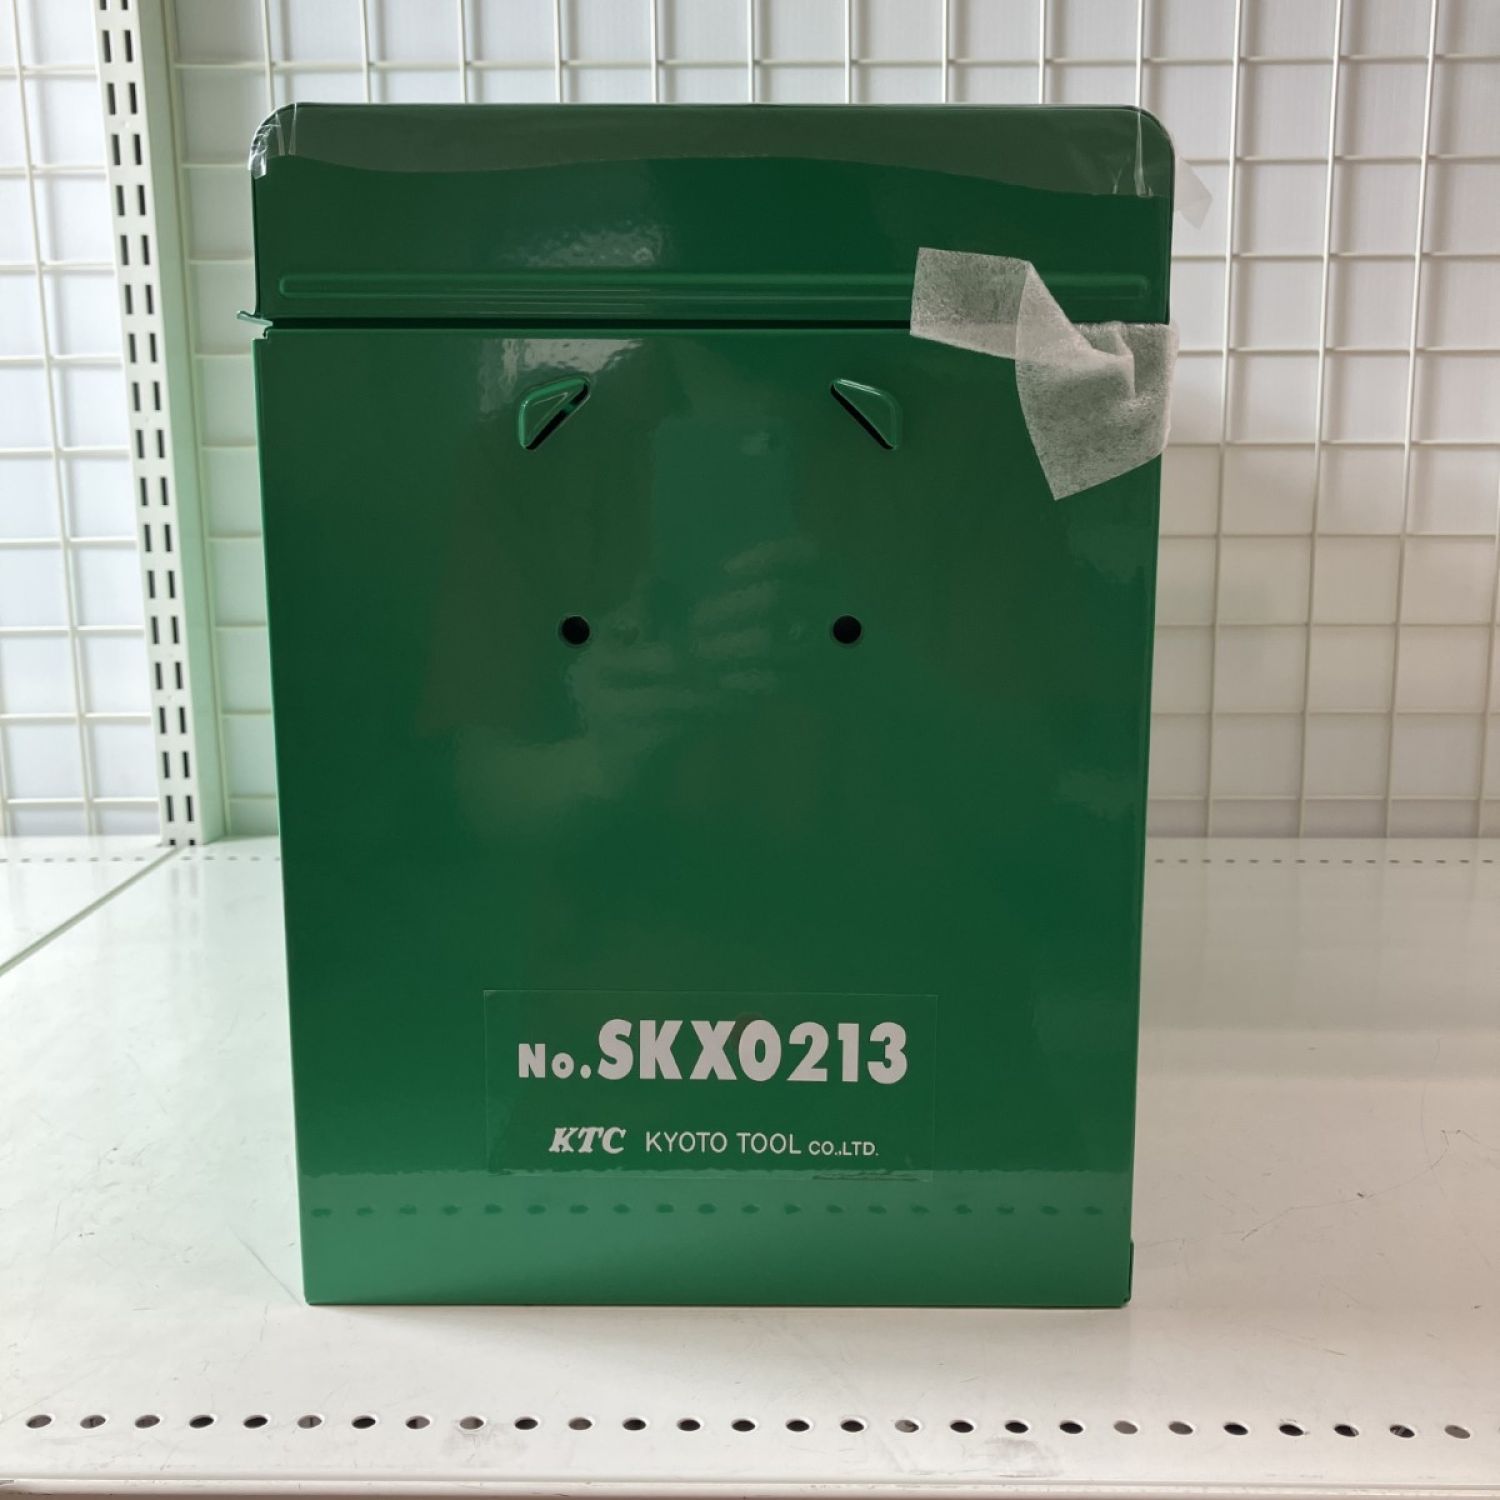 No.SKX0213
KTC KYOTO TOOL CO.,LTD.